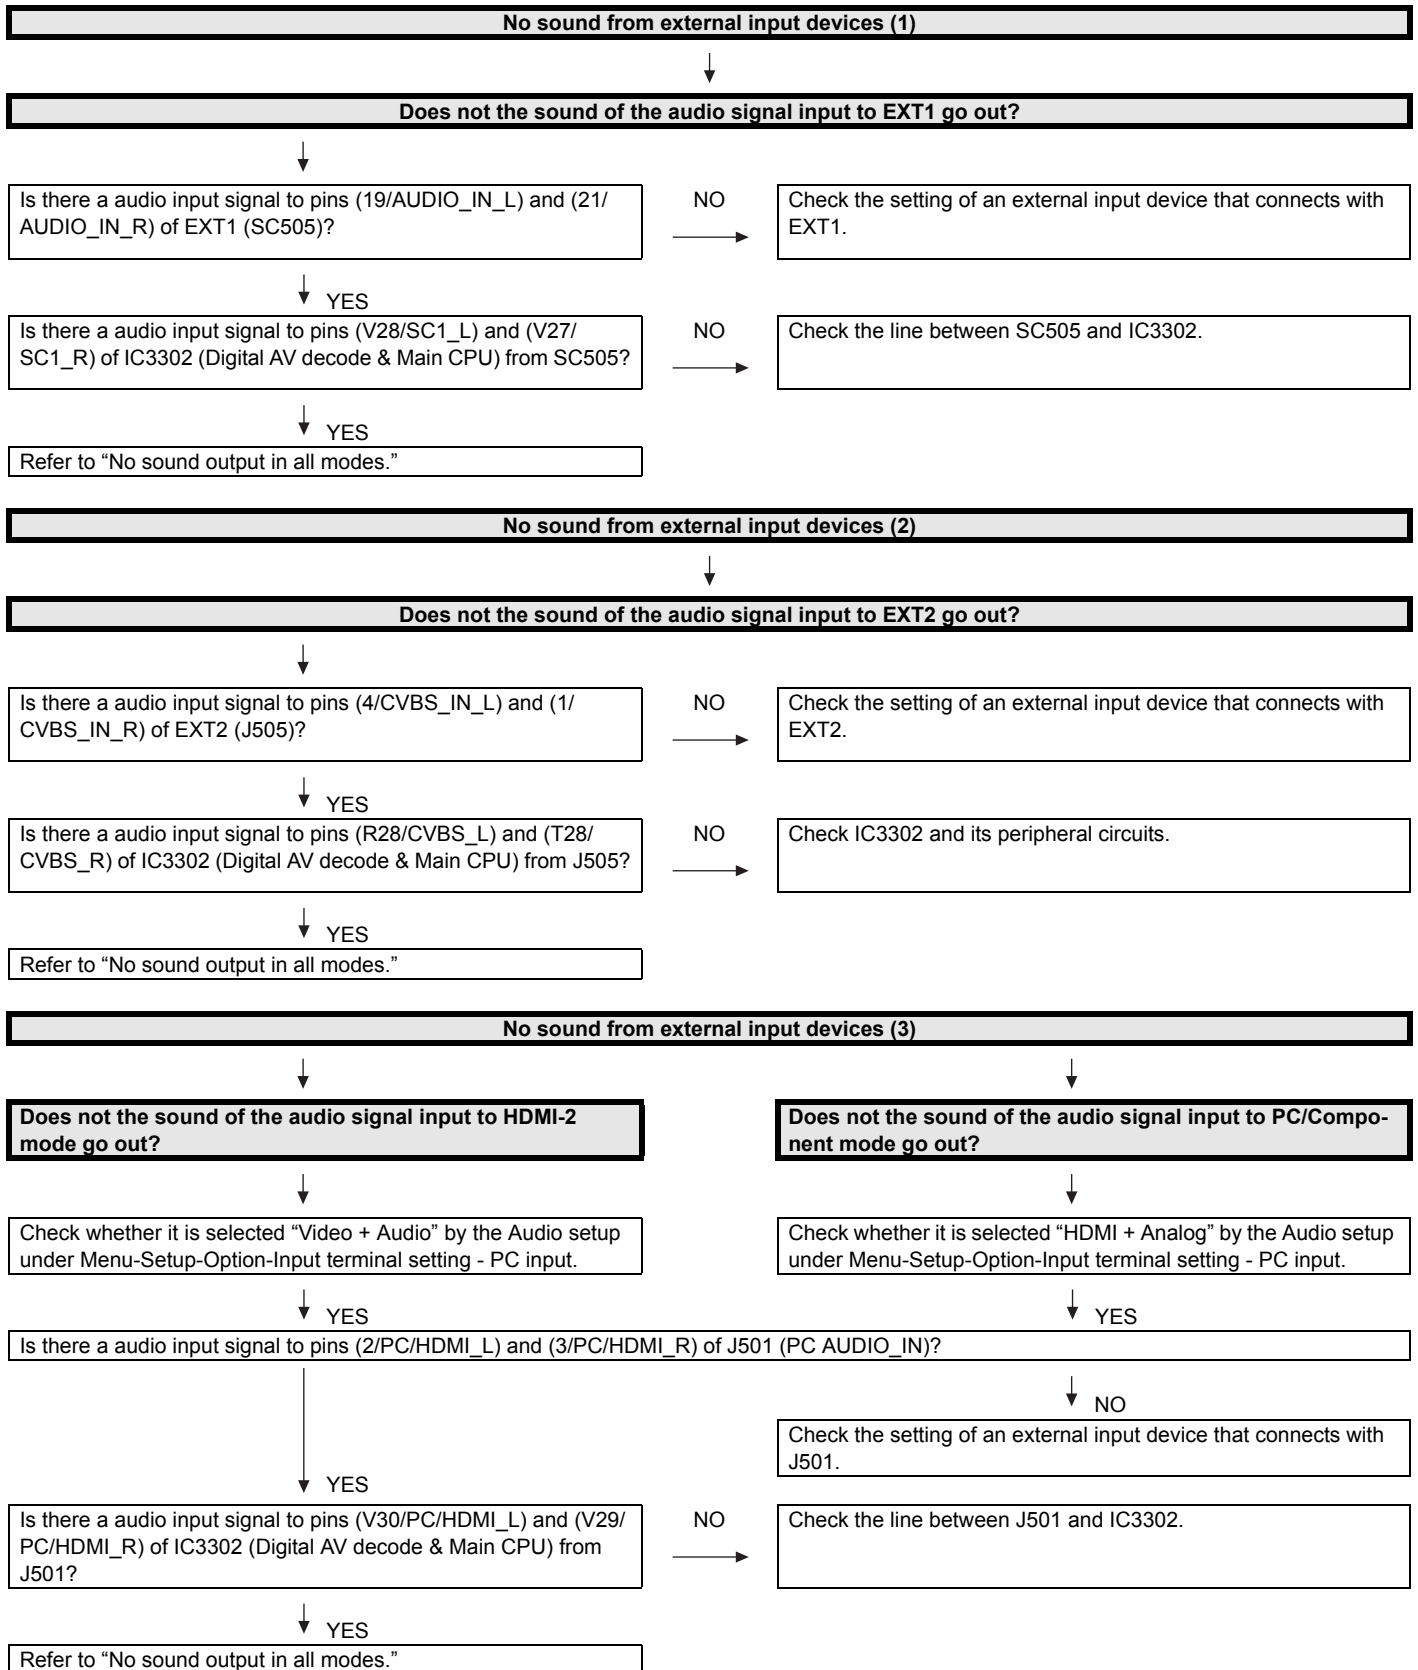 No sound from external input devices (1)
Does not the sound of the audio signal input to EXT1 go out?
Is there a audio input signal to pins (19/AUDIO_IN_L) and (21/
AUDIO_IN_R) of EXT1 (SC505)?
NO
Check the setting of an external input device that connects with
EXT1.
YES
Is there a audio input signal to pins (V28/SC1_L) and (V27/
SC1_R) of IC3302 (Digital AV decode & Main CPU) from SC505?
NO
Check the line between SC505 and IC3302.
YES
Refer to “No sound output in all modes.”
No sound from external input devices (2)
Does not the sound of the audio signal input to EXT2 go out?
Is there a audio input signal to pins (4/CVBS_IN_L) and (1/
CVBS_IN_R) of EXT2 (J505)?
NO
Check the setting of an external input device that connects with
EXT2.
YES
Is there a audio input signal to pins (R28/CVBS_L) and (T28/
CVBS_R) of IC3302 (Digital AV decode & Main CPU) from J505?
NO
Check IC3302 and its peripheral circuits.
YES
Refer to “No sound output in all modes.”
No sound from external input devices (3)
Does not the sound of the audio signal input to HDMI-2
mode go out?
Does not the sound of the audio signal input to PC/Compo-
nent mode go out?
Check whether it is selected “Video + Audio” by the Audio setup
under Menu-Setup-Option-Input terminal setting - PC input.
Check whether it is selected “HDMI + Analog” by the Audio setup
under Menu-Setup-Option-Input terminal setting - PC input.
YES
YES
Is there a audio input signal to pins (2/PC/HDMI_L) and (3/PC/HDMI_R) of J501 (PC AUDIO_IN)?
NO
Check the setting of an external input device that connects with
J501.
YES
Is there a audio input signal to pins (V30/PC/HDMI_L) and (V29/
PC/HDMI_R) of IC3302 (Digital AV decode & Main CPU) from
J501?
NO
Check the line between J501 and IC3302.
YES
Refer to “No sound output in all modes.”